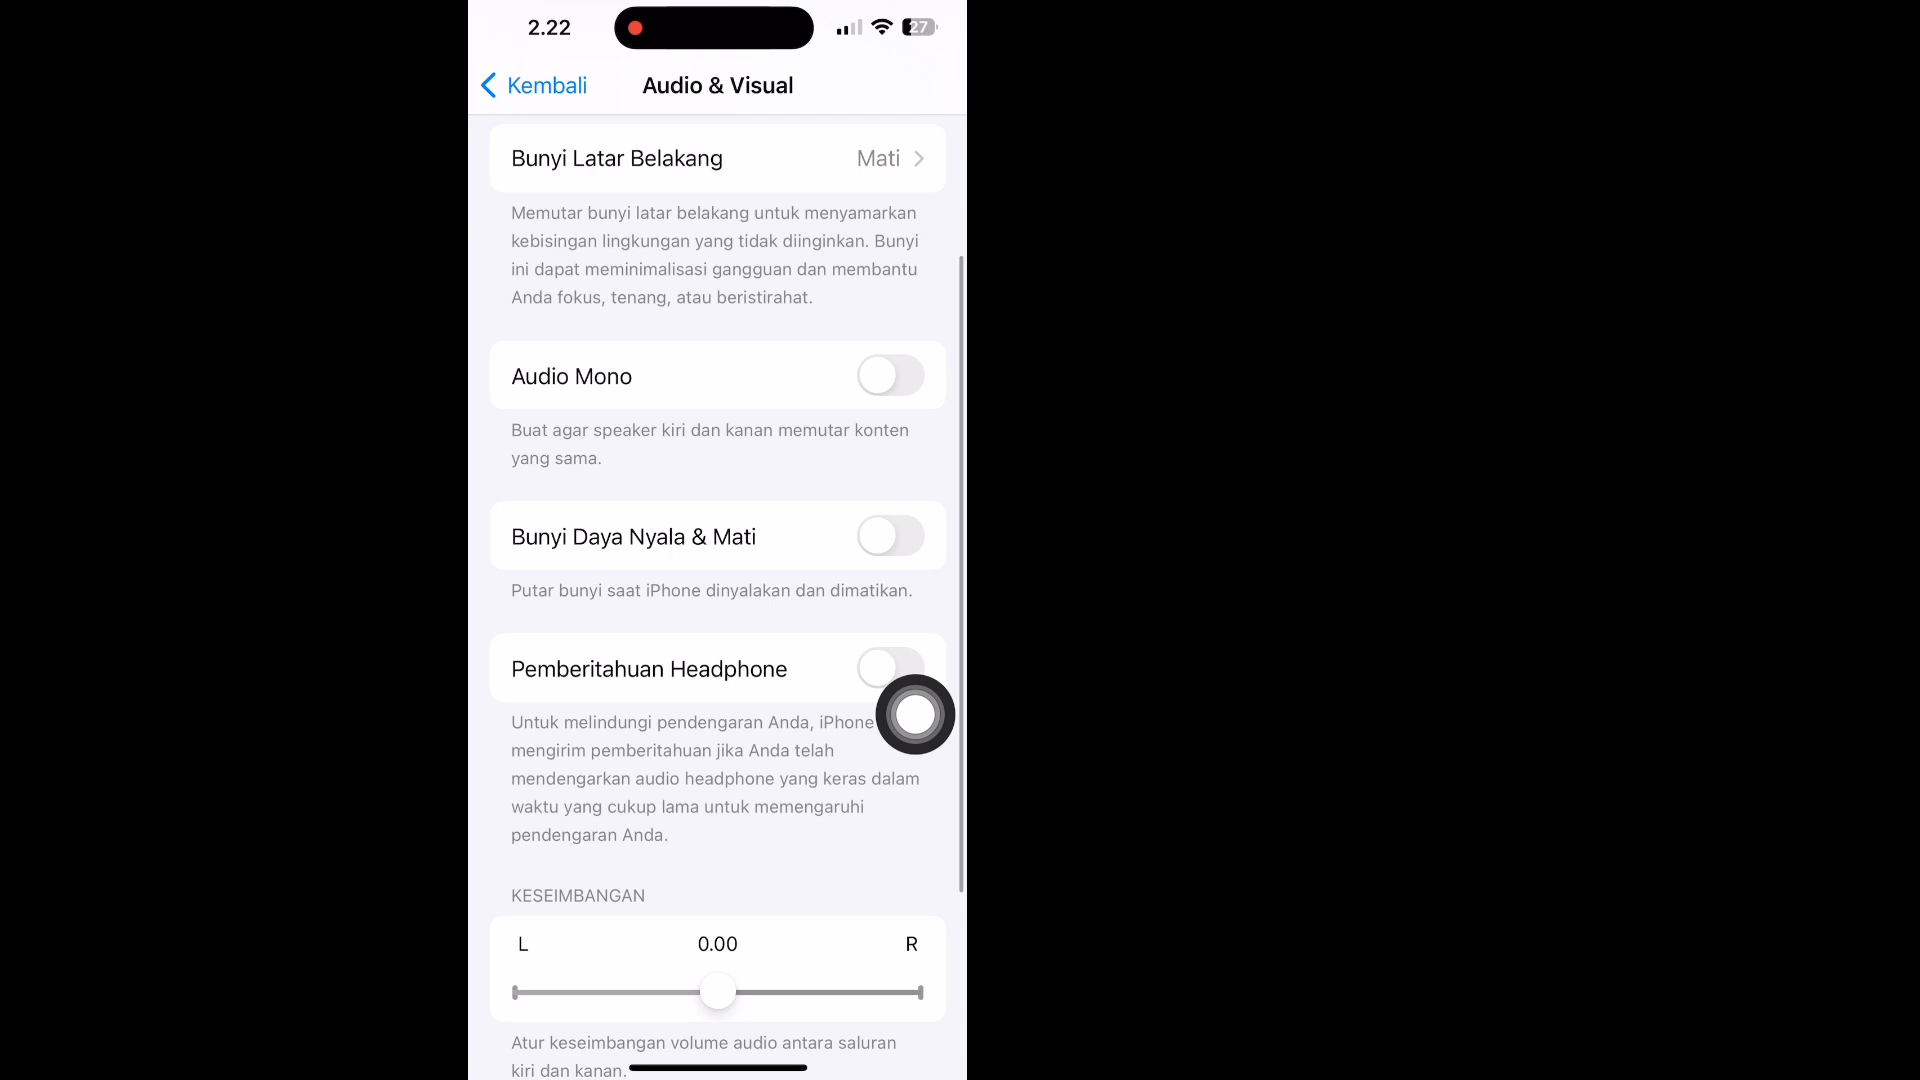 2.22
27
Kembali
Audio & Visual
Bunyi Latar Belakang
Mati
Memutar bunyi latar belakang untuk menyamarkan
kebisingan lingkungan yang tidak diinginkan. Bunyi
ini dapat meminimalisasi gangguan dan membantu
Anda fokus, tenang, atau beristirahat.
Audio Mono
Buat agar speaker kiri dan kanan memutar konten
yang sama.
Bunyi Daya Nyala & Mati
Putar bunyi saat iPhone dinyalakan dan dimatikan.
Pemberitahuan Headphone
Untuk melindungi pendengaran Anda, iPhone
mengirim pemberitahuan jika Anda telah
mendengarkan audio headphone yang keras dalam
waktu yang cukup lama untuk memengaruhi
pendengaran Anda.
KESEIMBANGAN
L
0.00
R
Atur keseimbangan volume audio antara saluran
kiri dan kanan.